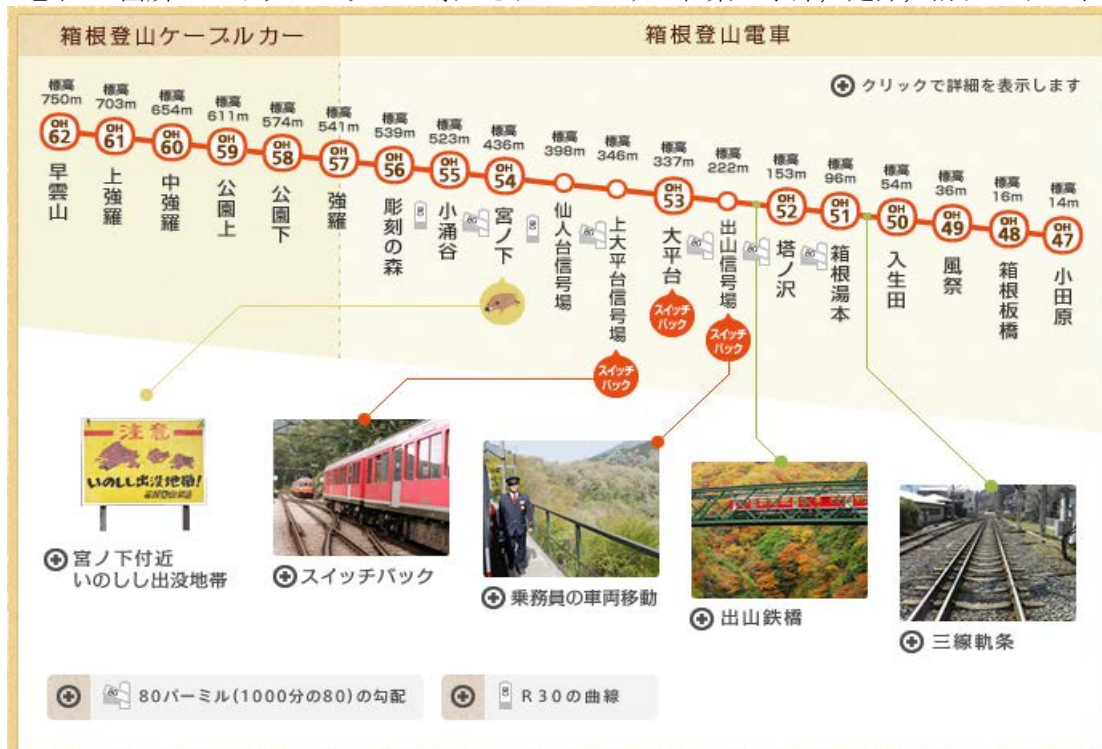 箱根登山ケーブルカー
箱根登山電車
クリックで詳細を表示します
標高 750m
標高 703m
標高 654m
標高 611m
標高 574m
標高 541m
標高 539m
標高 523m
標高 436m
標高 398m
標高 346m
標高 337m
標高 222m
標高 153m
標高 96m
標高 54m
標高 36m
標高 16m
標高 14m
OH 62
OH 61
OH 60
OH 59
OH 58
OH 57
OH 56
OH 55
OH 54
OH 53
OH 52
OH 51
OH 50
OH 49
OH 48
OH 47
早雲山
上強羅
中強羅
公園上
公園下
強羅
彫刻の森
小涌谷
宮ノ下
仙人台信号場
上大平台信号場
大平台
出山信号場
塔ノ沢
箱根湯本
入生田
風祭
箱根板橋
小田原
8
80
8
80
80
80
スイッチ
バック
スイッチ
バック
スイッチ
バック
注意
いのしし出没地帯!
宮ノ下付近
いのしし出没地帯
スイッチバック
乗務員の車両移動
出山鉄橋
三線軌条
80 80パーミル(1000分の80)の勾配
8 R30の曲線